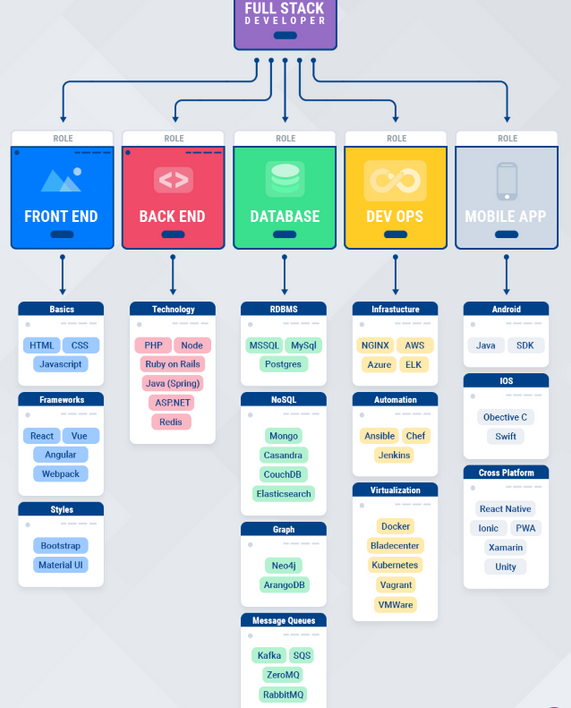 FULL STACK
DEVELOPER
ROLE
FRONT END
Basics
HTML CSS
Javascript
Frameworks
React Vue
Angular
Webpack
Styles
Bootstrap
Material UI
ROLE
BACK END
Technology
PHP Node
Ruby on Rails
Java (Spring)
ASP.NET
Redis
ROLE
DATABASE
RDBMS
MSSQL MySql
Postgres
NoSQL
Mongo
Casandra
CouchDB
Elasticsearch
Graph
Neo4j
ArangoDB
Message Queues
Kafka SQS
ZeroMQ
RabbitMQ
ROLE
DEV OPS
Infrastucture
NGINX AWS
Azure ELK
Automation
Ansible Chef
Jenkins
Virtualization
Docker
Bladecenter
Kubernetes
Vagrant
VMWare
ROLE
MOBILE APP
Android
Java SDK
IOS
Obective C
Swift
Cross Platform
React Native
Ionic PWA
Xamarin
Unity